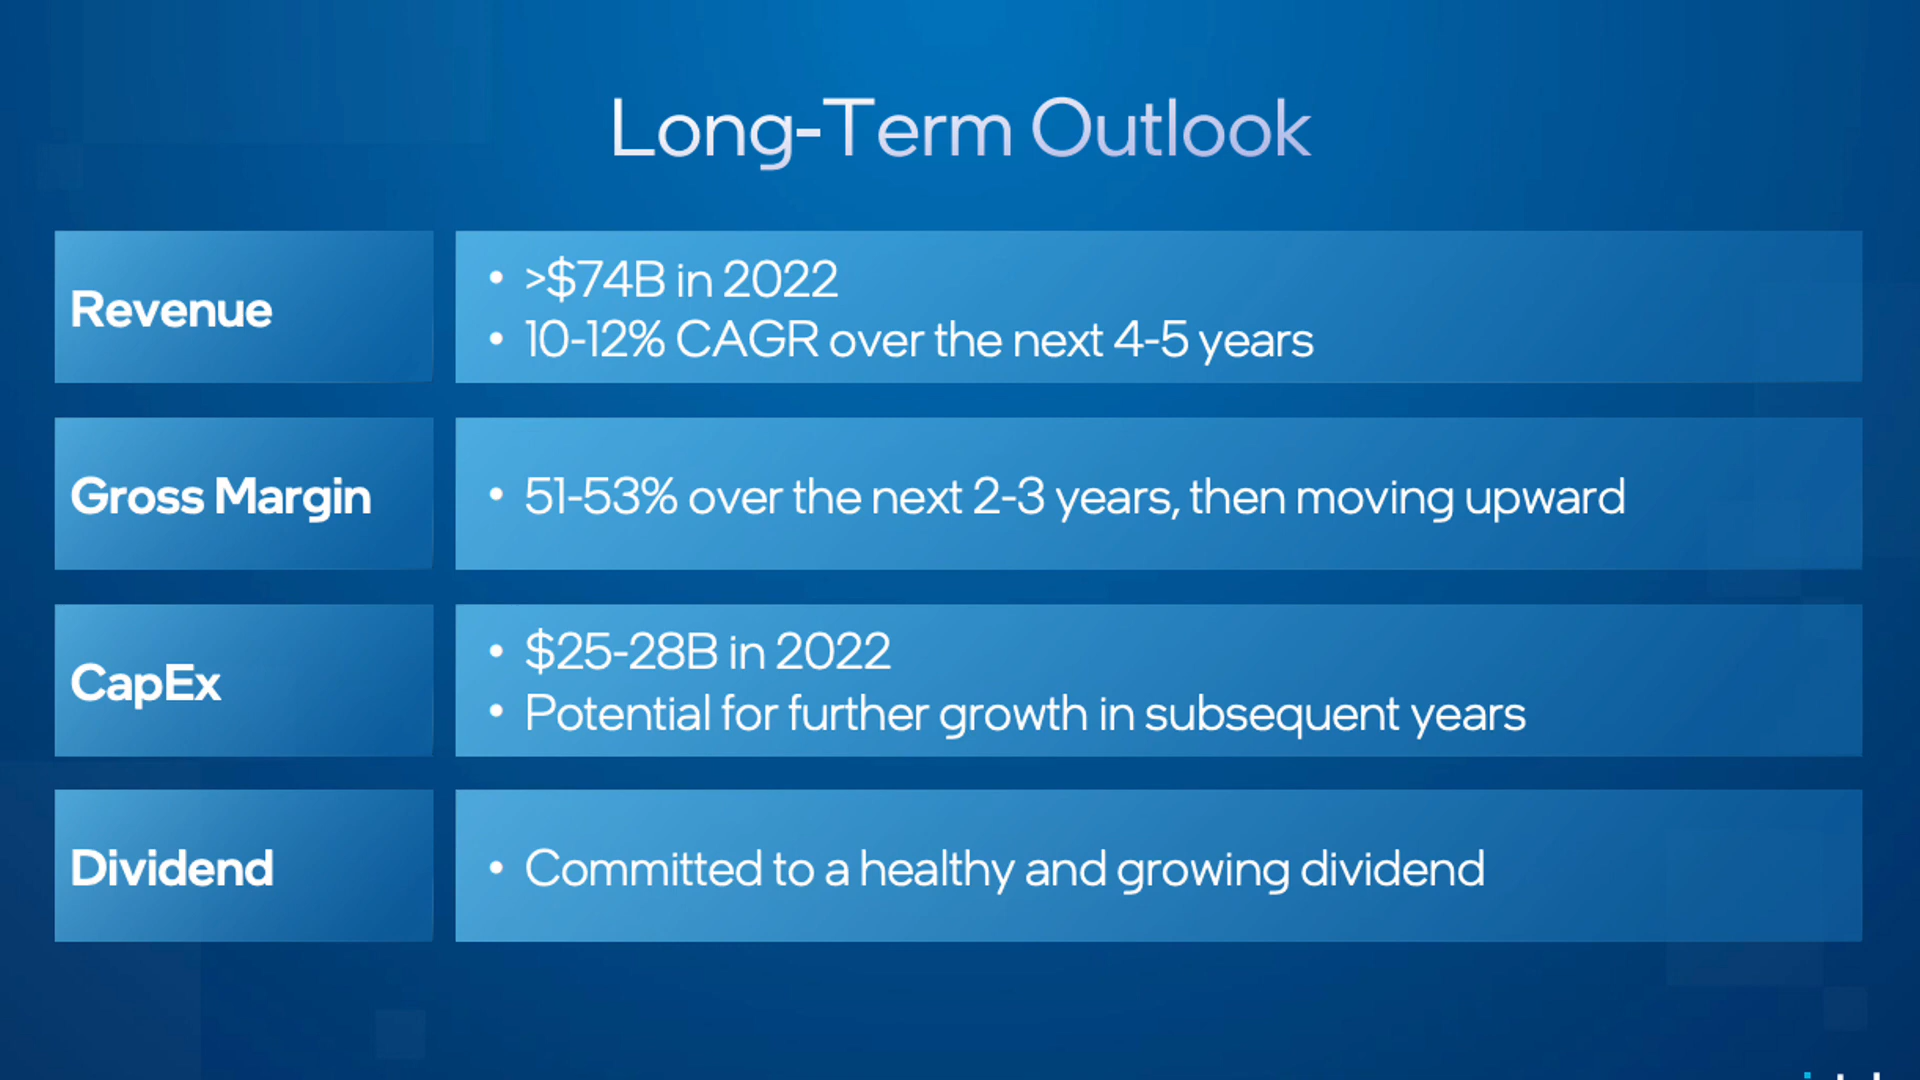 Long-Term Outlook
Revenue
• >$74B in 2022
• 10-12% CAGR over the next 4-5 years
Gross Margin
• 51-53% over the next 2-3 years, then moving upward
CapEx
• $25-28B in 2022
• Potential for further growth in subsequent years
Dividend
• Committed to a healthy and growing dividend